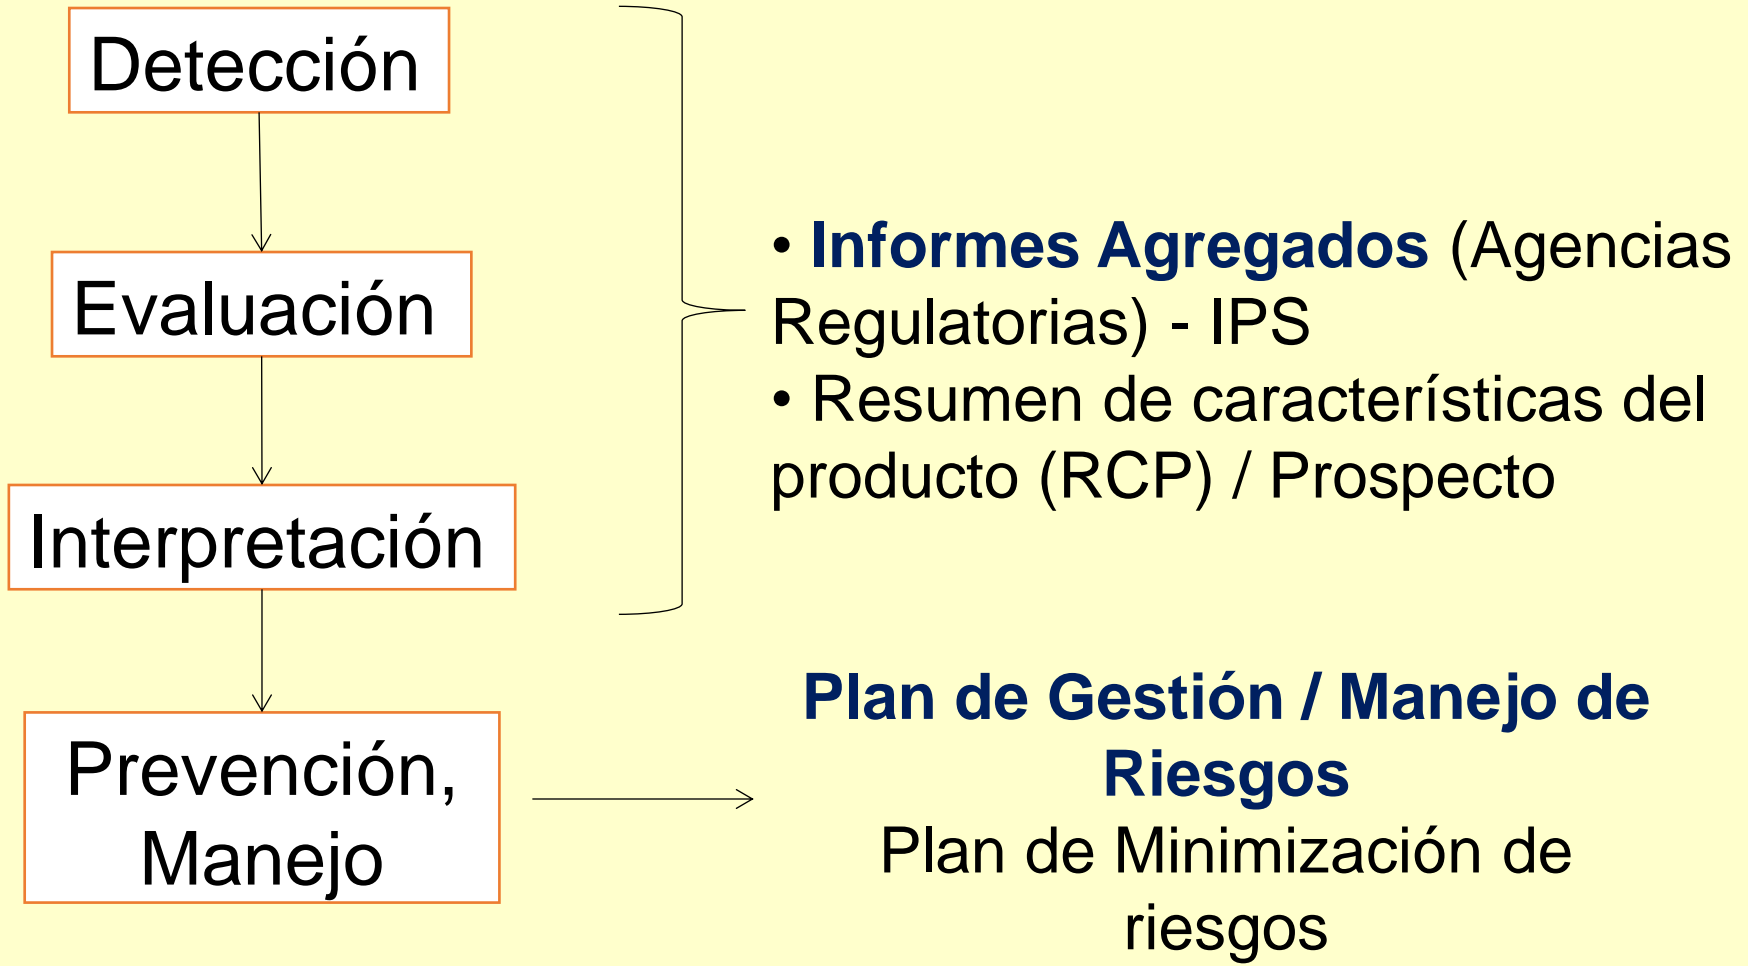 Detección
Evaluación
Interpretación
Prevención,
Manejo
• Informes Agregados (Agencias
Regulatorias) - IPS
• Resumen de características del
producto (RCP) / Prospecto
Plan de Gestión / Manejo de
Riesgos
Plan de Minimización de
riesgos